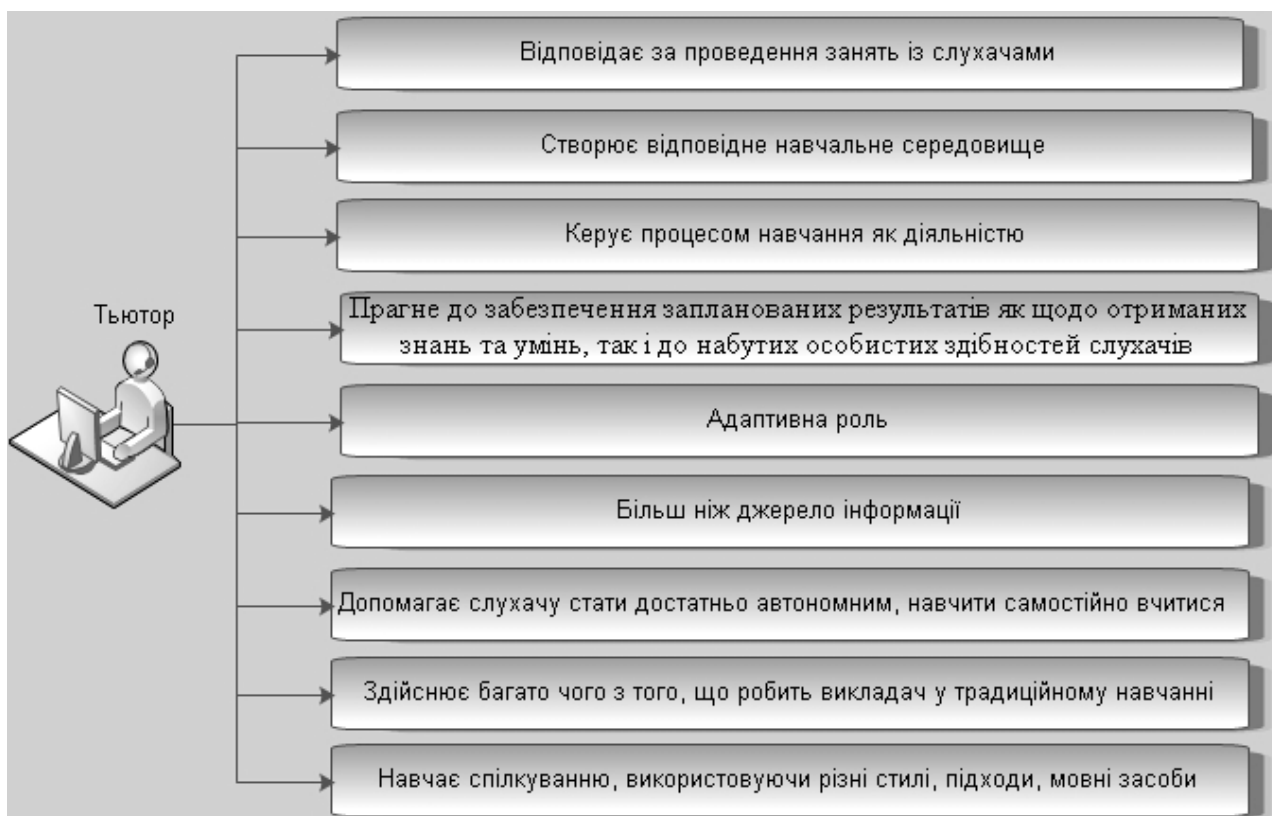 Відповідає за проведення занять із слухачами
Створює відповідне навчальне середовище
Керує процесом навчання як діяльністю
Тьютор
Прагне до забезпечення запланованих результатів як щодо отриманих
знань та умінь, так і до набутих особистих здібностей слухачів
Адаптивна роль
Більш ніж джерело інформації
Допомагає слухачу стати достатньо автономним, навчити самостійно вчитися
Здійснює багато чого з того, що робить викладач у традиційному навчанні
Навчає спілкуванню, використовуючи різні стилі, підходи, мовні засоби